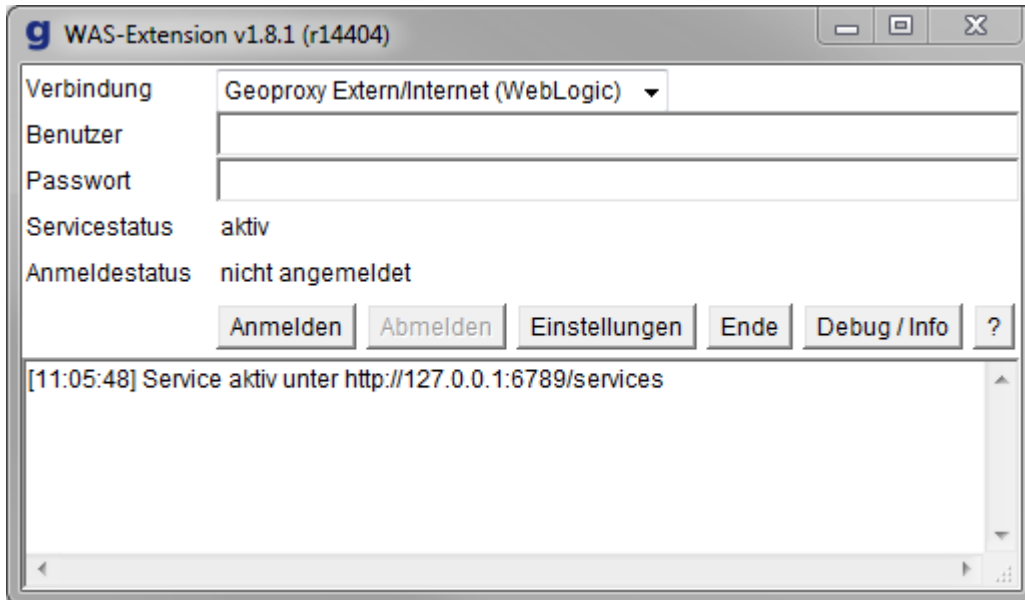 g WAS-Extension v1.8.1 (r14404)
Verbindung Geoproxy Extern/Internet (WebLogic)
Benutzer
Passwort
Servicestatus aktiv
Anmeldestatus nicht angemeldet
Anmelden Abmelden Einstellungen Ende Debug / Info ?
[11:05:48] Service aktiv unter http://127.0.0.1:6789/services